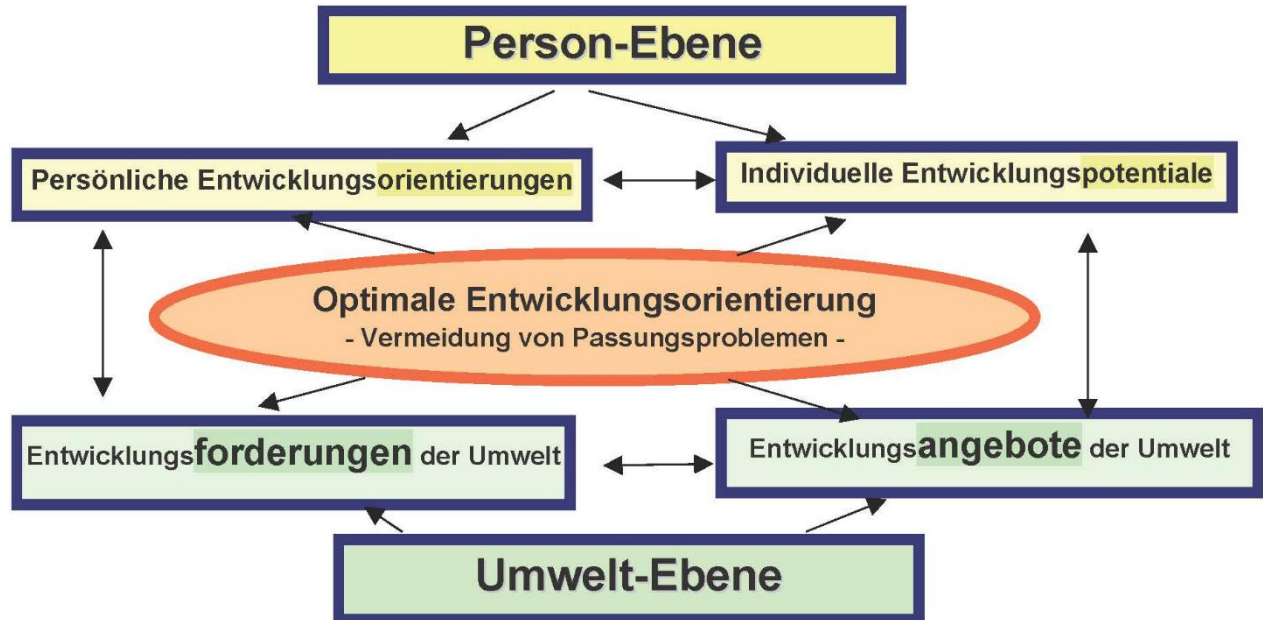 Person-Ebene
Persönliche Entwicklungsorientierungen
Individuelle Entwicklungspotentiale
Optimale Entwicklungsorientierung
- Vermeidung von Passungsproblemen -
Entwicklungsforderungen der Umwelt
Entwicklungsangebote der Umwelt
Umwelt-Ebene